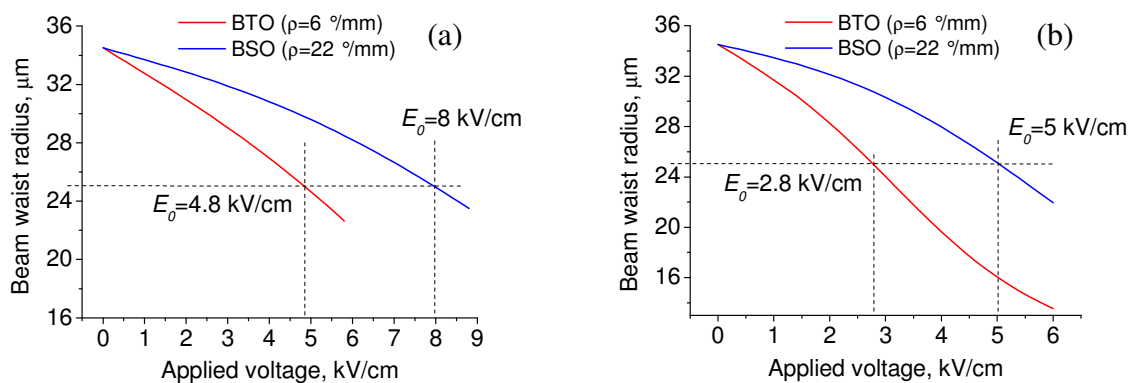 BTO (ρ=6 °/mm)
BSO (ρ=22 °/mm)
(a)
E₀=8 kV/cm
E₀=4.8 kV/cm
36
32
28
24
20
16
Beam waist radius, μm
0 1 2 3 4 5 6 7 8 9
Applied voltage, kV/cm
BTO (ρ=6 °/mm)
BSO (ρ=22 °/mm)
(b)
E₀=5 kV/cm
E₀=2.8 kV/cm
36
32
28
24
20
16
Beam waist radius, μm
0 1 2 3 4 5 6
Applied voltage, kV/cm